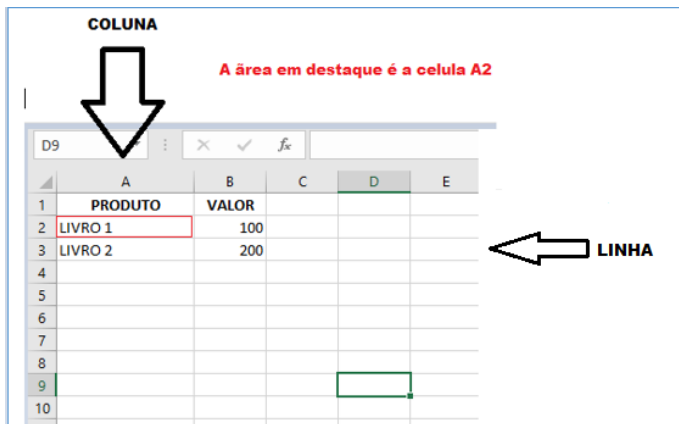 COLUNA
A ãrea em destaque é a celula A2
D9 fx
A B C D E
1 PRODUTO VALOR
2 LIVRO 1 100
3 LIVRO 2 200
LINHA
4
5
6
7
8
9
10